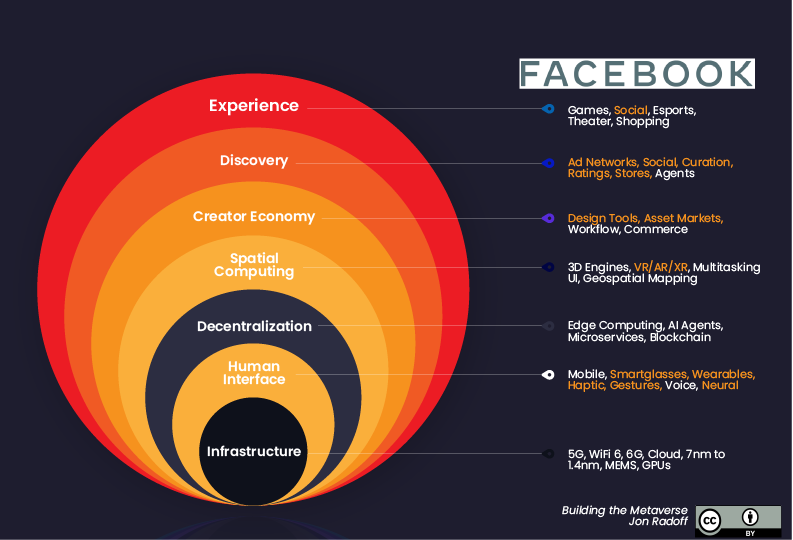 FACEBOOK
Experience
Games, Social, Esports,
Theater, Shopping
Discovery
Ad Networks, Social, Curation,
Ratings, Stores, Agents
Creator Economy
Design Tools, Asset Markets,
Workflow, Commerce
Spatial
Computing
3D Engines, VR/AR/XR, Multitasking
UI, Geospatial Mapping
Decentralization
Edge Computing, AI Agents,
Microservices, Blockchain
Human
Interface
Mobile, Smartglasses, Wearables,
Haptic, Gestures, Voice, Neural
Infrastructure
5G, WiFi 6, 6G, Cloud, 7nm to
1.4nm, MEMS, GPUs
Building the Metaverse
Jon Radoff
cc
BY